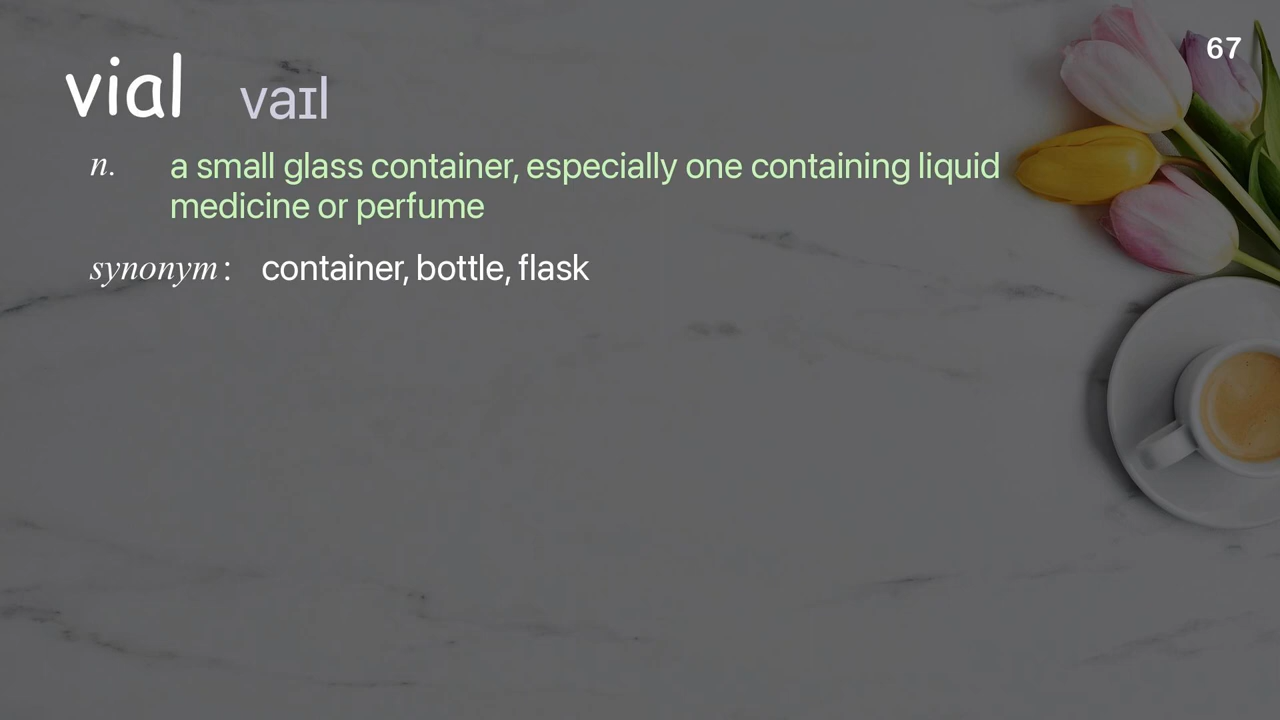 67
vial vaɪl
n. a small glass container, especially one containing liquid
medicine or perfume
synonym: container, bottle, flask